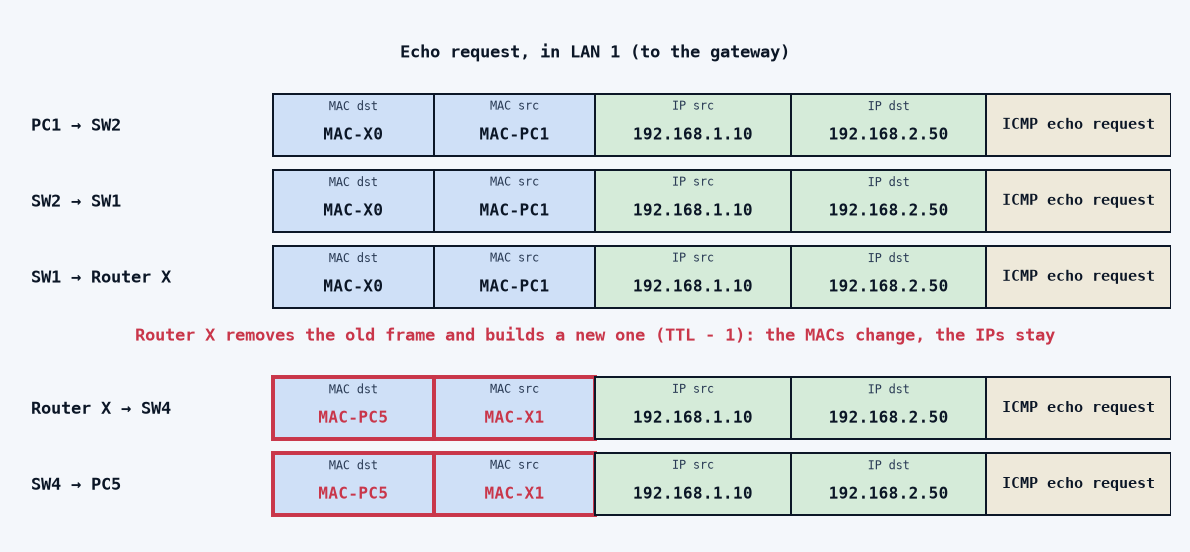 Echo request, in LAN 1 (to the gateway)
PC1 → SW2
MAC dst
MAC-X0
MAC src
MAC-PC1
IP src
192.168.1.10
IP dst
192.168.2.50
ICMP echo request
SW2 → SW1
MAC dst
MAC-X0
MAC src
MAC-PC1
IP src
192.168.1.10
IP dst
192.168.2.50
ICMP echo request
SW1 → Router X
MAC dst
MAC-X0
MAC src
MAC-PC1
IP src
192.168.1.10
IP dst
192.168.2.50
ICMP echo request
Router X removes the old frame and builds a new one (TTL - 1): the MACs change, the IPs stay
Router X → SW4
MAC dst
MAC-PC5
MAC src
MAC-X1
IP src
192.168.1.10
IP dst
192.168.2.50
ICMP echo request
SW4 → PC5
MAC dst
MAC-PC5
MAC src
MAC-X1
IP src
192.168.1.10
IP dst
192.168.2.50
ICMP echo request